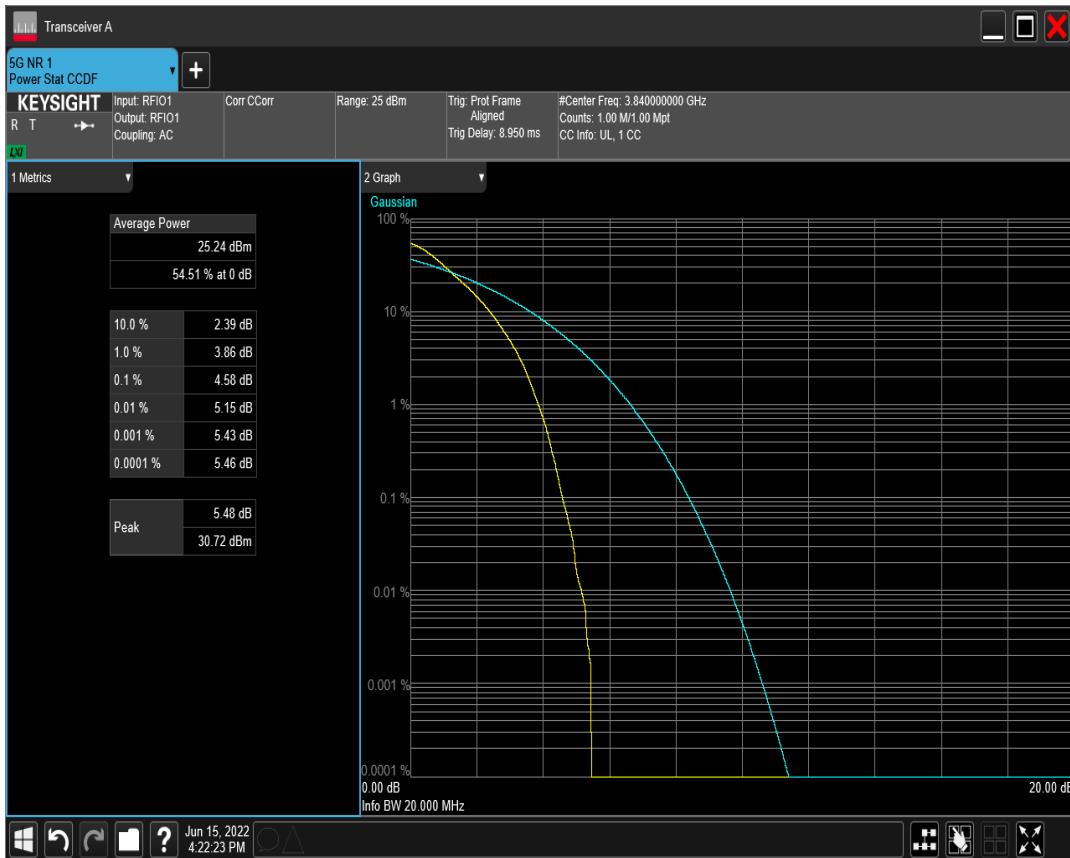 Transceiver A
5G NR 1
Power Stat CCDF
+
KEYSIGHT
R T
LXI
Input: RFIO1
Output: RFIO1
Coupling: AC
Corr CCorr
Range: 25 dBm
Trig: Prot Frame
Aligned
Trig Delay: 8.950 ms
#Center Freq: 3.840000000 GHz
Counts: 1.00 M/1.00 Mpt
CC Info: UL, 1 CC
1 Metrics
Average Power
25.24 dBm
54.51 % at 0 dB
10.0 % 2.39 dB
1.0 % 3.86 dB
0.1 % 4.58 dB
0.01 % 5.15 dB
0.001 % 5.43 dB
0.0001 % 5.46 dB
Peak
5.48 dB
30.72 dBm
2 Graph
Gaussian
100 %
10 %
1 %
0.1 %
0.01 %
0.001 %
0.0001 %
0.00 dB 20.00 dB
Info BW 20.000 MHz
?
Jun 15, 2022
4:22:23 PM